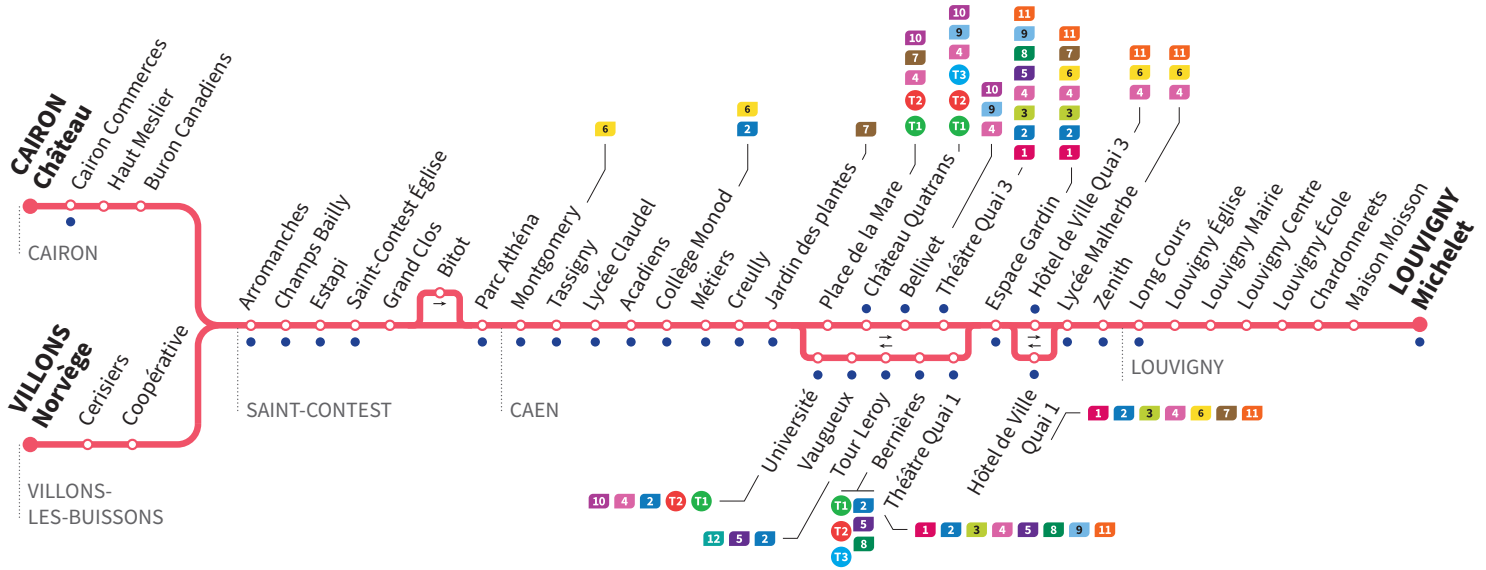 CAIRON
Château
Cairon Commerces
Haut Meslier
Buron Canadiens
CAIRON
VILLONS
Norvège
Cerisiers
Coopérative
VILLONS-
LES-BUISSONS
Arromanches
Champs Bailly
Estapi
Saint-Contest Église
Grand Clos
Bitot
SAINT-CONTEST
Parc Athéna
Montgomery
6
Tassigny
Lycée Claudel
Acadiens
Collège Monod
6
2
Métiers
Creully
Jardin des plantes
7
CAEN
Place de la Mare
10
7
4
T2
T1
Château Quatrans
10
9
4
T3
T2
T1
Bellivet
10
9
4
Théâtre Quai 3
11
9
8
5
4
3
2
1
Espace Gardin
11
7
6
4
3
2
1
Hôtel de Ville Quai 3
11
6
4
Lycée Malherbe
11
6
4
Zenith
Long Cours
Louvigny Église
Louvigny Mairie
Louvigny Centre
Louvigny École
Chardonnerets
Maison Moisson
LOUVIGNY
Michelet
LOUVIGNY
Université
10 4 2 T2 T1
Vaugueux
Tour Leroy
12 5 2
Bernières
T1 2
T2 5
T3 8
Théâtre Quai 1
1 2 3 4 5 8 9 11
Hôtel de Ville
Quai 1
1 2 3 4 6 7 11